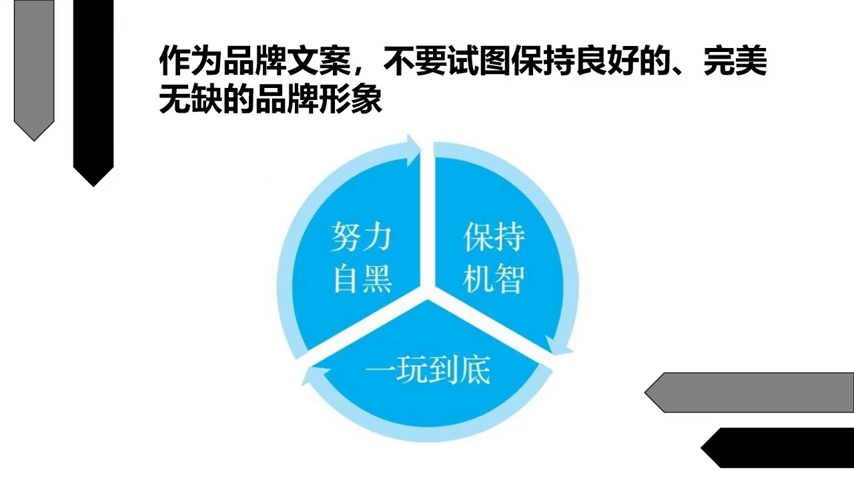 作为品牌文案，不要试图保持良好的、完美
无缺的品牌形象
努力
自黑
保持
机智
一玩到底